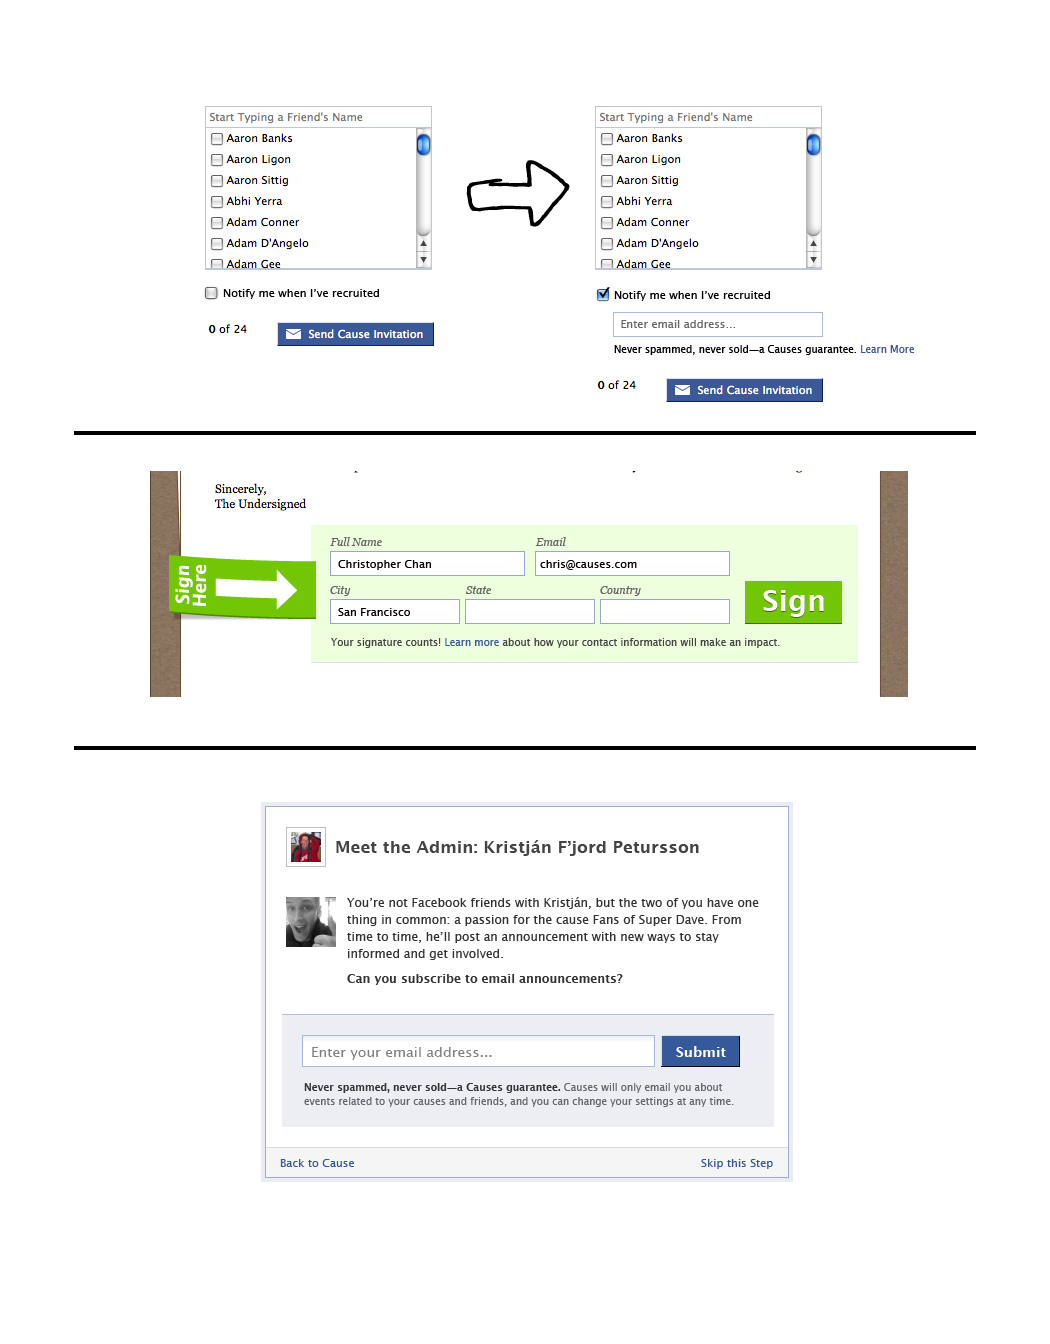 Start Typing a Friend's Name
Aaron Banks
Aaron Ligon
Aaron Sittig
Abhi Yerra
Adam Conner
Adam D'Angelo
Adam Gee
Notify me when I've recruited
0 of 24
Send Cause Invitation
Start Typing a Friend's Name
Aaron Banks
Aaron Ligon
Aaron Sittig
Abhi Yerra
Adam Conner
Adam D'Angelo
Adam Gee
Notify me when I've recruited
Enter email address...
Never spammed, never sold—a Causes guarantee. Learn More
0 of 24
Send Cause Invitation
Sincerely,
The Undersigned
Sign
Here
Full Name
Email
Christopher Chan
chris@causes.com
City
State
Country
San Francisco
Sign
Your signature counts! Learn more about how your contact information will make an impact.
Meet the Admin: Kristján F’jord Petursson
You’re not Facebook friends with Kristján, but the two of you have one
thing in common: a passion for the cause Fans of Super Dave. From
time to time, he’ll post an announcement with new ways to stay
informed and get involved.
Can you subscribe to email announcements?
Enter your email address...
Submit
Never spammed, never sold—a Causes guarantee. Causes will only email you about
events related to your causes and friends, and you can change your settings at any time.
Back to Cause
Skip this Step